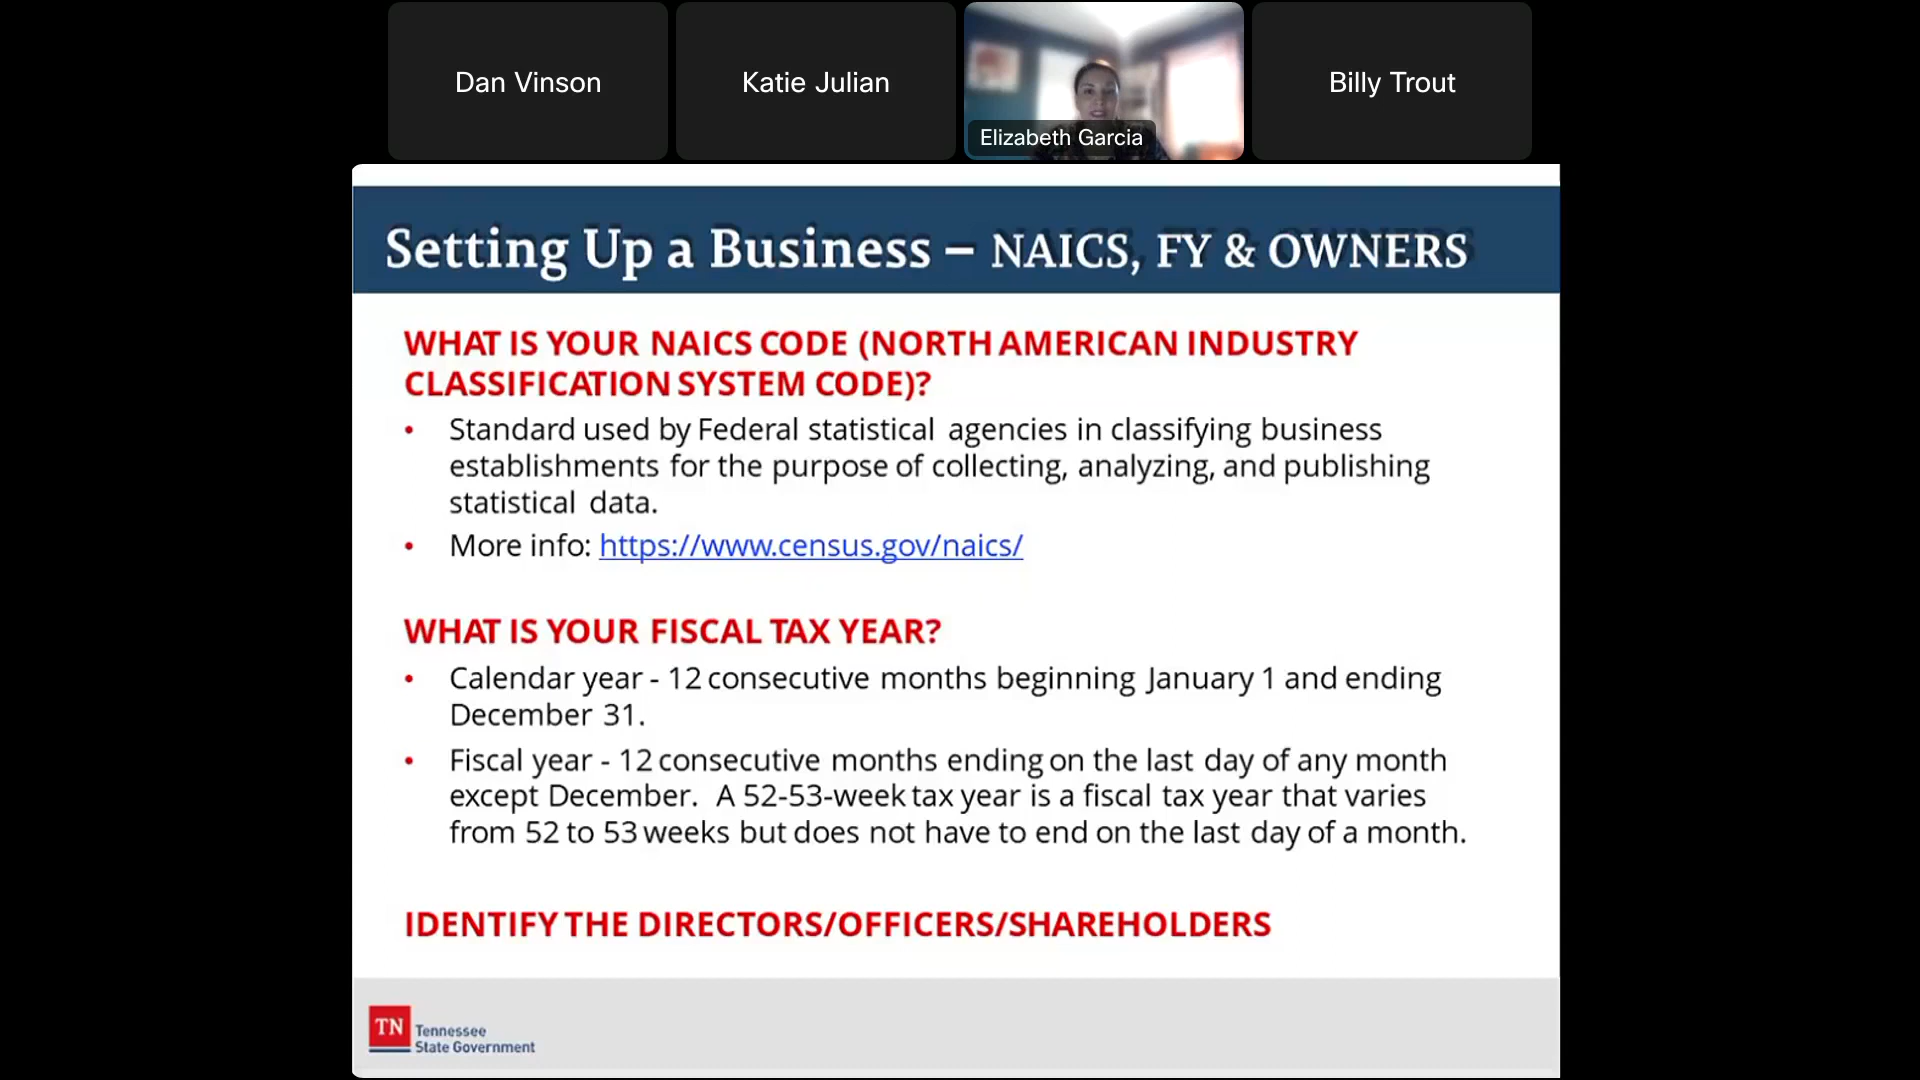 Dan Vinson
Katie Julian
Elizabeth Garcia
Billy Trout
Setting Up a Business – NAICS, FY & OWNERS
WHAT IS YOUR NAICS CODE (NORTH AMERICAN INDUSTRY
CLASSIFICATION SYSTEM CODE)?
• Standard used by Federal statistical agencies in classifying business
establishments for the purpose of collecting, analyzing, and publishing
statistical data.
• More info: https://www.census.gov/naics/
WHAT IS YOUR FISCAL TAX YEAR?
• Calendar year - 12 consecutive months beginning January 1 and ending
December 31.
• Fiscal year - 12 consecutive months ending on the last day of any month
except December. A 52-53-week tax year is a fiscal tax year that varies
from 52 to 53 weeks but does not have to end on the last day of a month.
IDENTIFY THE DIRECTORS/OFFICERS/SHAREHOLDERS
TN
Tennessee
State Government